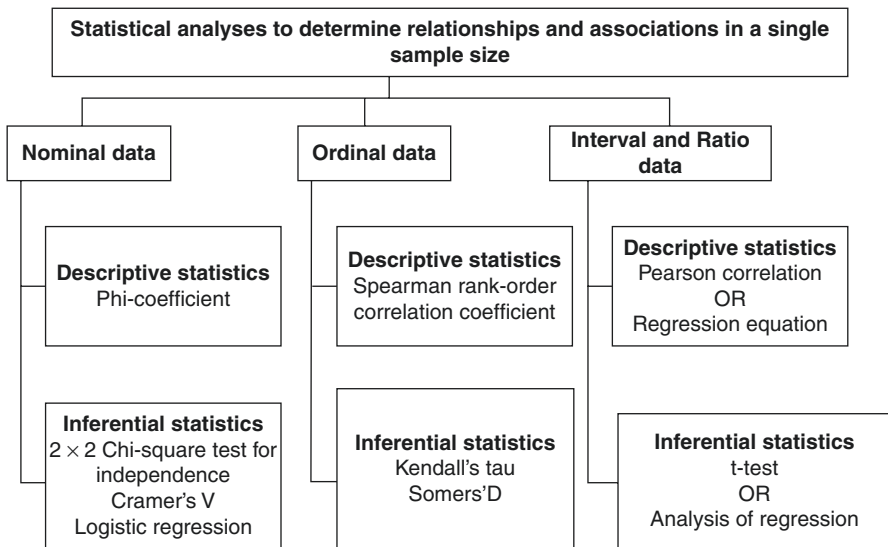 Statistical analyses to determine relationships and associations in a single
sample size
Nominal data
Ordinal data
Interval and Ratio
data
Descriptive statistics
Phi-coefficient
Descriptive statistics
Spearman rank-order
correlation coefficient
Descriptive statistics
Pearson correlation
OR
Regression equation
Inferential statistics
2 × 2 Chi-square test for
independence
Cramer's V
Logistic regression
Inferential statistics
Kendall's tau
Somers'D
Inferential statistics
t-test
OR
Analysis of regression